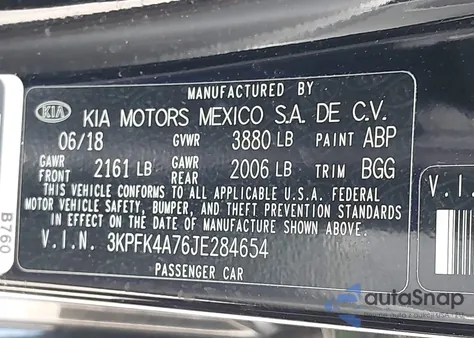 MANUFACTURED BY
KIA KIA MOTORS MEXICO S.A. DE C.V.
06/18 GVWR 3880 LB PAINT ABP
GAWR FRONT 2161 LB GAWR REAR 2006 LB TRIM BGG
THIS VEHICLE CONFORMS TO ALL APPLICABLE U.S.A. FEDERAL
MOTOR VEHICLE SAFETY, BUMPER, AND THEFT PREVENTION STANDARDS
IN EFFECT ON THE DATE OF MANUFACTURE SHOWN ABOVE.
V.I.N. 3KPFK4A76JE284654
PASSENGER CAR
B760
V.I.
autaSnap